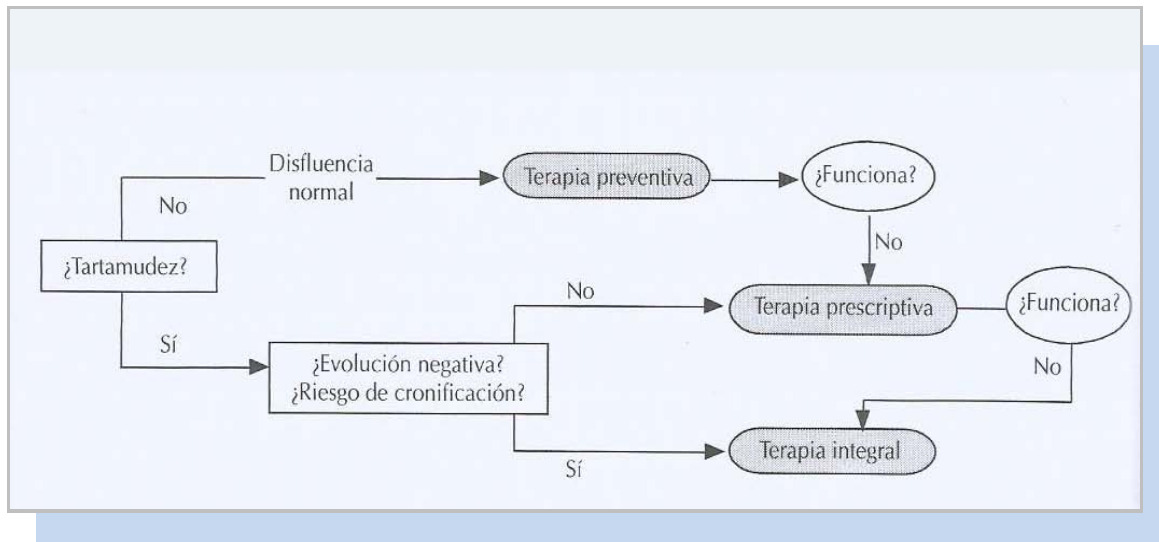 Disfluencia
normal
Terapia preventiva
¿Funciona?
No
No
¿Tartamudez?
No
Terapia prescriptiva
¿Funciona?
Sí
¿Evolución negativa?
¿Riesgo de cronificación?
No
Sí
Terapia integral